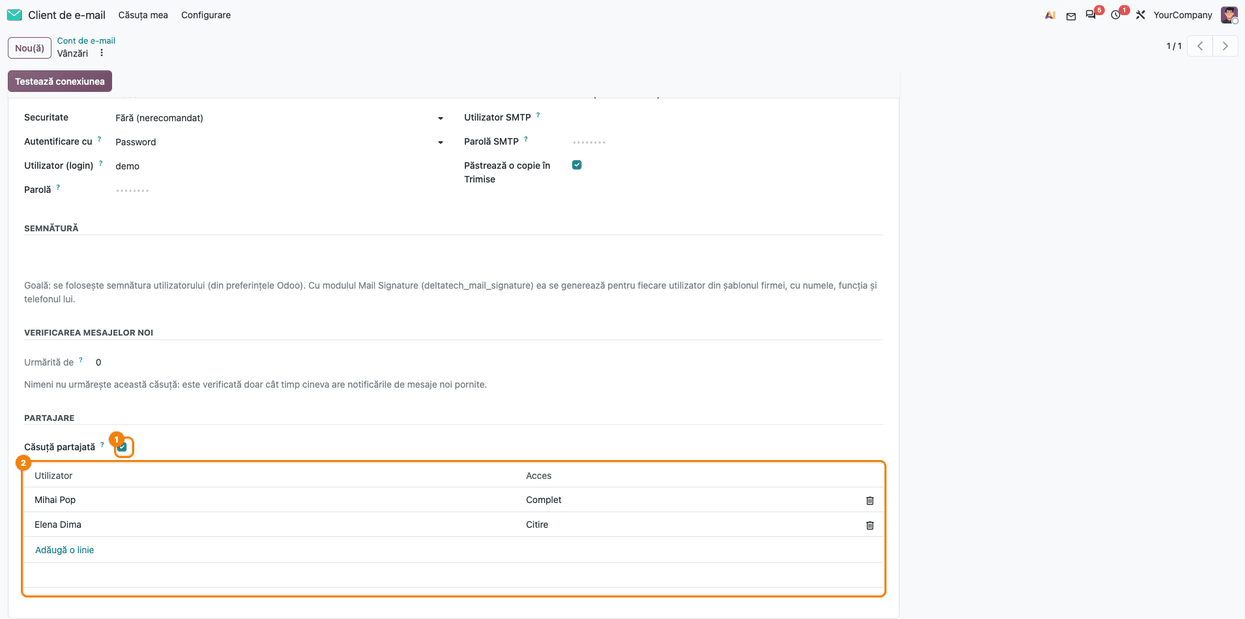 Client de e-mail
Căsuța mea
Configurare
5
1
YourCompany
Nou(ă)
Cont de e-mail
Vânzări
1 / 1
Testează conexiunea
Securitate
Fără (nerecomandat)
Utilizator SMTP ?
Autentificare cu ?
Password
Parolă SMTP ?
Utilizator (login) ?
demo
Păstrează o copie în
Trimise
Parolă ?
SEMNĂTURĂ
Goală: se folosește semnătura utilizatorului (din preferințele Odoo). Cu modulul Mail Signature (deltatech_mail_signature) ea se generează pentru fiecare utilizator din șablonul firmei, cu numele, funcția și
telefonul lui.
VERIFICAREA MESAJELOR NOI
Urmărită de ?
0
Nimeni nu urmărește această căsuță: este verificată doar cât timp cineva are notificările de mesaje noi pornite.
PARTAJARE
Căsuță partajată ?
1
2
Utilizator
Acces
Mihai Pop
Complet
Elena Dima
Citire
Adăugă o linie